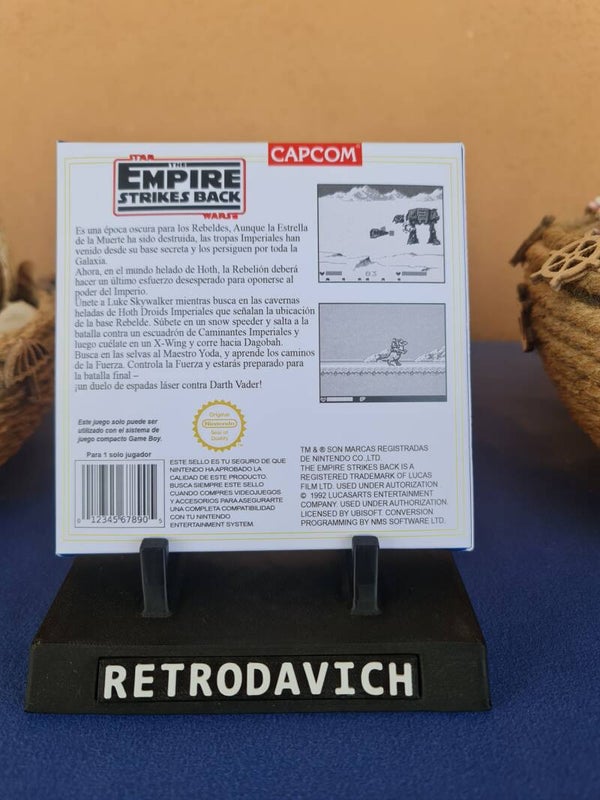 CAPCOM
STAR
THE
EMPIRE
STRIKES BACK
WARS
Es una época oscura para los Rebeldes, Aunque la Estrella
de la Muerte ha sido destruida, las tropas Imperiales han
venido desde su base secreta y los persiguen por toda la
Galaxia.
Ahora, en el mundo helado de Hoth, la Rebelión deberá
hacer un último esfuerzo desesperado para oponerse al
poder del Imperio.
Únete a Luke Skywalker mientras busca en las cavernas
heladas de Hoth Droids Imperiales que señalan la ubicación
de la base Rebelde. Súbete en un snow speeder y salta a la
batalla contra un escuadrón de Caminantes Imperiales y
luego cuélate en un X-Wing y corre hacia Dagobah.
Busca en las selvas al Maestro Yoda, y aprende los caminos
de la Fuerza. Controla la Fuerza y estarás preparado para
la batalla final –
¡un duelo de espadas láser contra Darth Vader!
03
Este juego solo puede ser
utilizado con el sistema de
juego compacto Game Boy.
Para 1 solo jugador
0 12345 67890 5
Original
Nintendo
Seal of
Quality
ESTE SELLO ES TU SEGURO DE QUE
NINTENDO HA APROBADO LA
CALIDAD DE ESTE PRODUCTO.
BUSCA SIEMPRE ESTE SELLO
CUANDO COMPRES VIDEOJUEGOS
Y ACCESORIOS PARA ASEGURARTE
UNA COMPLETA COMPATIBILIDAD
CON TU NINTENDO
ENTERTAINMENT SYSTEM.
TM & ® SON MARCAS REGISTRADAS
DE NINTENDO CO.,LTD.
THE EMPIRE STRIKES BACK IS A
REGISTERED TRADEMARK OF LUCAS
FILM LTD. USED UNDER AUTORIZATION.
© 1992 LUCASARTS ENTERTAINMENT
COMPANY. USED UNDER AUTHORIZATION.
LICENSED BY UBISOFT. CONVERSION
PROGRAMMING BY NMS SOFTWARE LTD.
RETRODAVICH